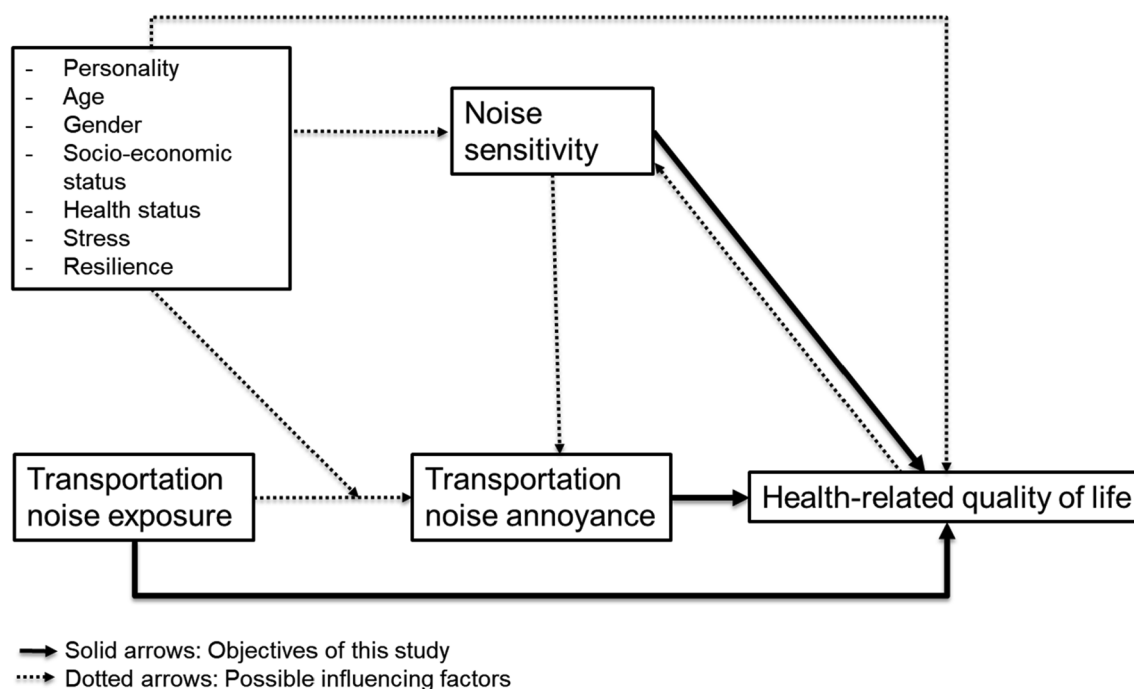 - Personality
- Age
- Gender
- Socio-economic
status
- Health status
- Stress
- Resilience
Noise
sensitivity
Transportation
noise exposure
Transportation
noise annoyance
Health-related quality of life
Solid arrows: Objectives of this study
Dotted arrows: Possible influencing factors